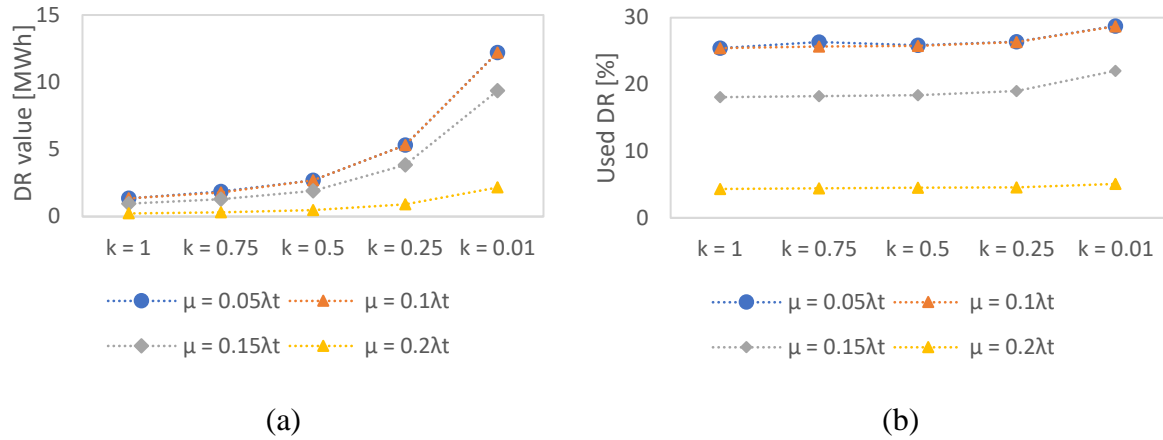 15
10
5
0
DR value [MWh]
k = 1 k = 0.75 k = 0.5 k = 0.25 k = 0.01
μ = 0.05λt μ = 0.1λt
μ = 0.15λt μ = 0.2λt
(a)
30
20
10
0
Used DR [%]
k = 1 k = 0.75 k = 0.5 k = 0.25 k = 0.01
μ = 0.05λt μ = 0.1λt
μ = 0.15λt μ = 0.2λt
(b)